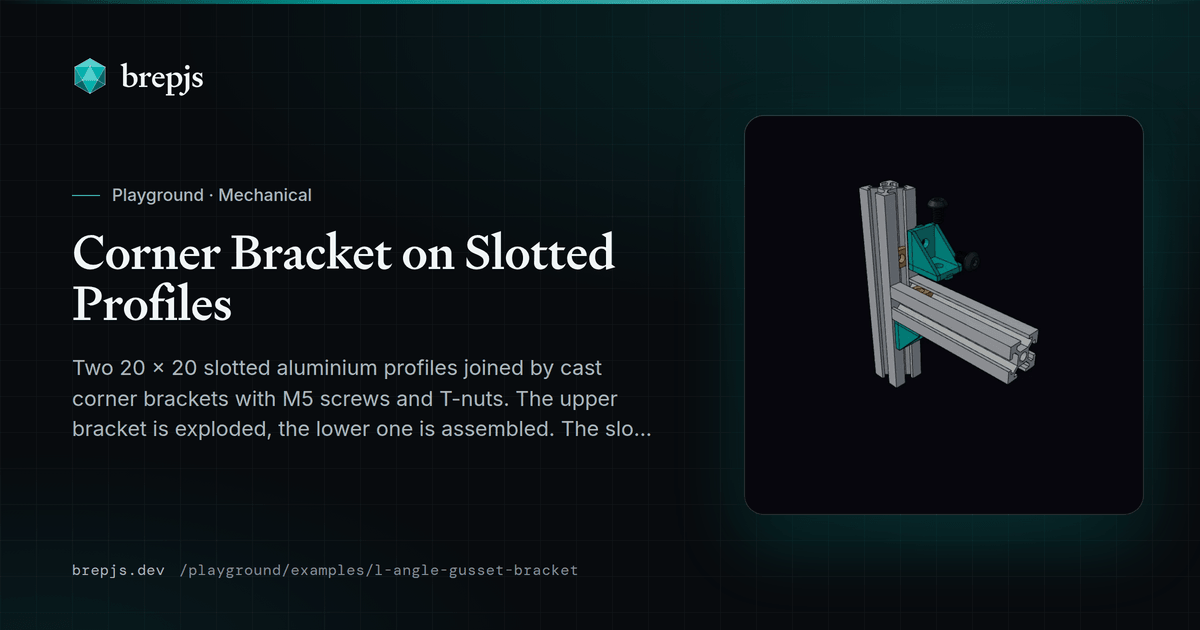 brepjs
Playground · Mechanical
Corner Bracket on Slotted
Profiles
Two 20 × 20 slotted aluminium profiles joined by cast
corner brackets with M5 screws and T-nuts. The upper
bracket is exploded, the lower one is assembled. The slo...
brepjs.dev /playground/examples/l-angle-gusset-bracket